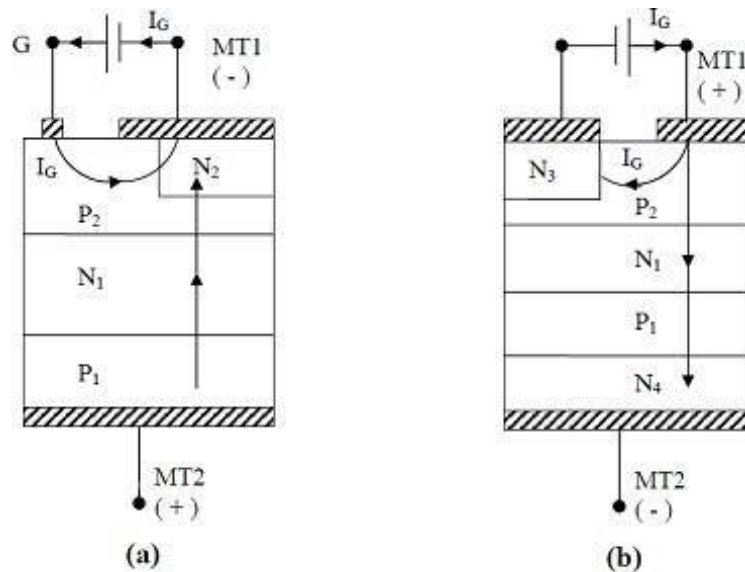 G
I_G
MT1
( - )
I_G
N_2
P_2
N_1
P_1
MT2
( + )
(a)
I_G
MT1
( + )
N_3
I_G
P_2
N_1
P_1
N_4
MT2
( - )
(b)